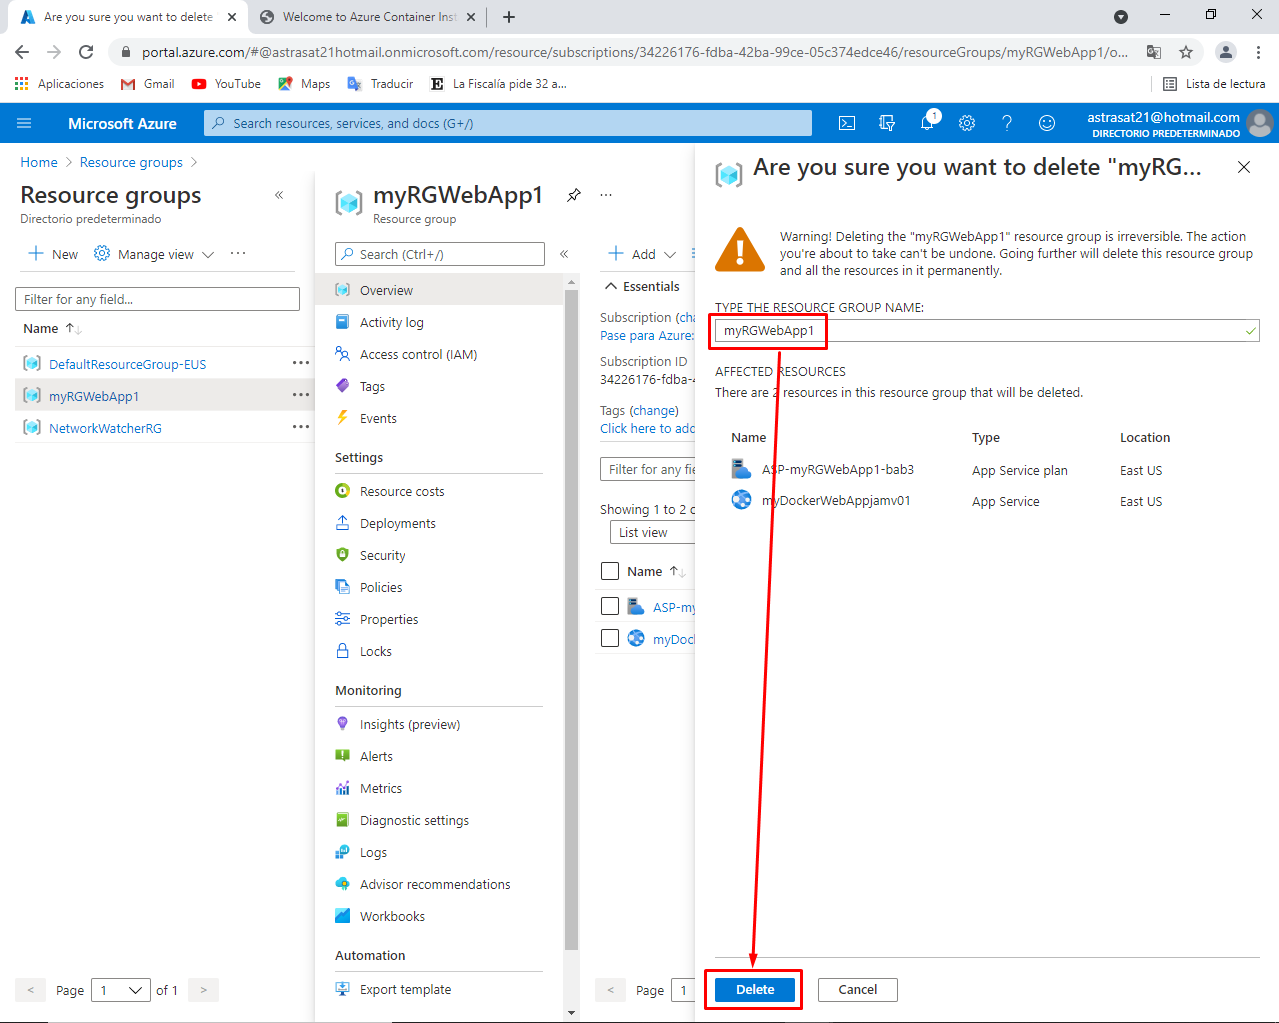 Are you sure you want to delete
Welcome to Azure Container Inst
portal.azure.com/#@astrasat21hotmail.onmicrosoft.com/resource/subscriptions/34226176-fdba-42ba-99ce-05c374edce46/resourceGroups/myRGWebApp1/o...
Aplicaciones
Gmail
YouTube
Maps
Traducir
La Fiscalía pide 32 a...
Lista de lectura
Microsoft Azure
Search resources, services, and docs (G+/)
1
astrasat21@hotmail.com
DIRECTORIO PREDETERMINADO
Home > Resource groups >
Resource groups
Directorio predeterminado
+ New
Manage view
...
Filter for any field...
Name
DefaultResourceGroup-EUS
myRGWebApp1
NetworkWatcherRG
< Page 1 of 1 >
myRGWebApp1
...
Resource group
Search (Ctrl+/)
Overview
Activity log
Access control (IAM)
Tags
Events
Settings
Resource costs
Deployments
Security
Policies
Properties
Locks
Monitoring
Insights (preview)
Alerts
Metrics
Diagnostic settings
Logs
Advisor recommendations
Workbooks
Automation
Export template
+ Add
Essentials
Subscription (cha
Pase para Azure:
Subscription ID
34226176-fdba-4
Tags (change)
Click here to add
Filter for any fie
Showing 1 to 2 o
List view
Name
ASP-my
myDock
< Page 1
Are you sure you want to delete "myRG...
Warning! Deleting the "myRGWebApp1" resource group is irreversible. The action
you're about to take can't be undone. Going further will delete this resource group
and all the resources in it permanently.
TYPE THE RESOURCE GROUP NAME:
myRGWebApp1
AFFECTED RESOURCES
There are 2 resources in this resource group that will be deleted.
Name Type Location
ASP-myRGWebApp1-bab3 App Service plan East US
myDockerWebAppjamv01 App Service East US
Delete
Cancel